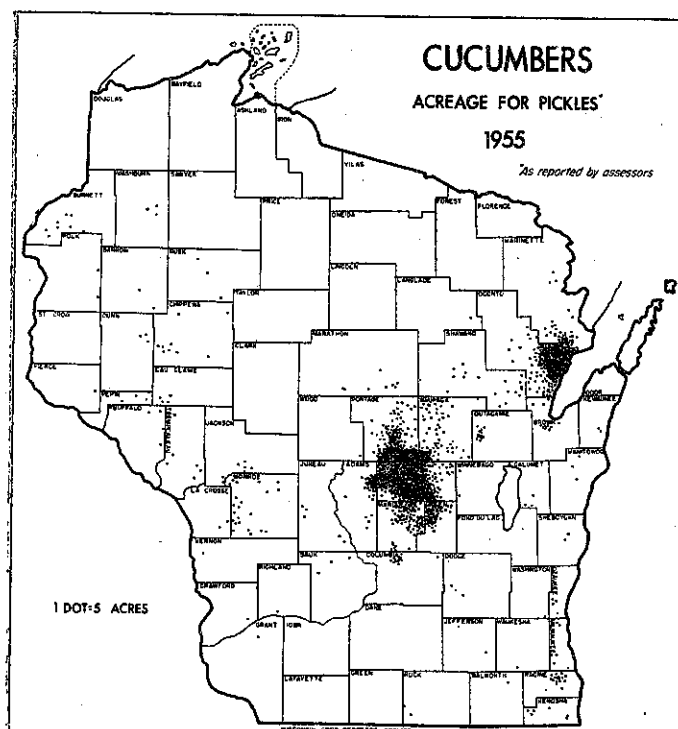 CUCUMBERS
ACREAGE FOR PICKLES*
1955
*As reported by assessors
DOUGLAS
BAYFIELD
ASHLAND
IRON
VILAS
BURNETT
WASHBURN
SAWYER
PRICE
ONEIDA
FOREST
FLORENCE
MARINETTE
POLK
BARRON
RUSK
LINCOLN
LANGLADE
OCONTO
ST CROIX
DUNN
CHIPPEWA
TAYLOR
MARATHON
SHAWANO
PIERCE
PEPIN
EAU CLAIRE
CLARK
DOOR
KEWAUNEE
BUFFALO
TREMPEALEAU
JACKSON
WOOD
PORTAGE
WAUPACA
OUTAGAMIE
BROWN
MANITOWOC
LA CROSSE
MONROE
JUNEAU
ADAMS
WINNEBAGO
CALUMET
VERNON
FOND DU LAC
SHEBOYGAN
CRAWFORD
RICHLAND
SAUK
COLUMBIA
DODGE
WASHINGTON
1 DOT=5 ACRES
GRANT
IOWA
DANE
JEFFERSON
WAUKESHA
LAFAYETTE
GREEN
ROCK
WALWORTH
RACINE
KENOSHA